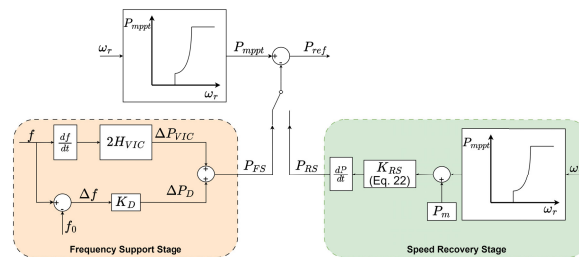 P_mppt
ω_r
P_mppt
P_ref
ω_r
f
df/dt
2H_VIC
ΔP_VIC
P_FS
P_RS
dP/dt
K_RS
(Eq. 22)
P_mppt
ω
Δf
K_D
ΔP_D
P_m
ω_r
f_0
Frequency Support Stage
Speed Recovery Stage